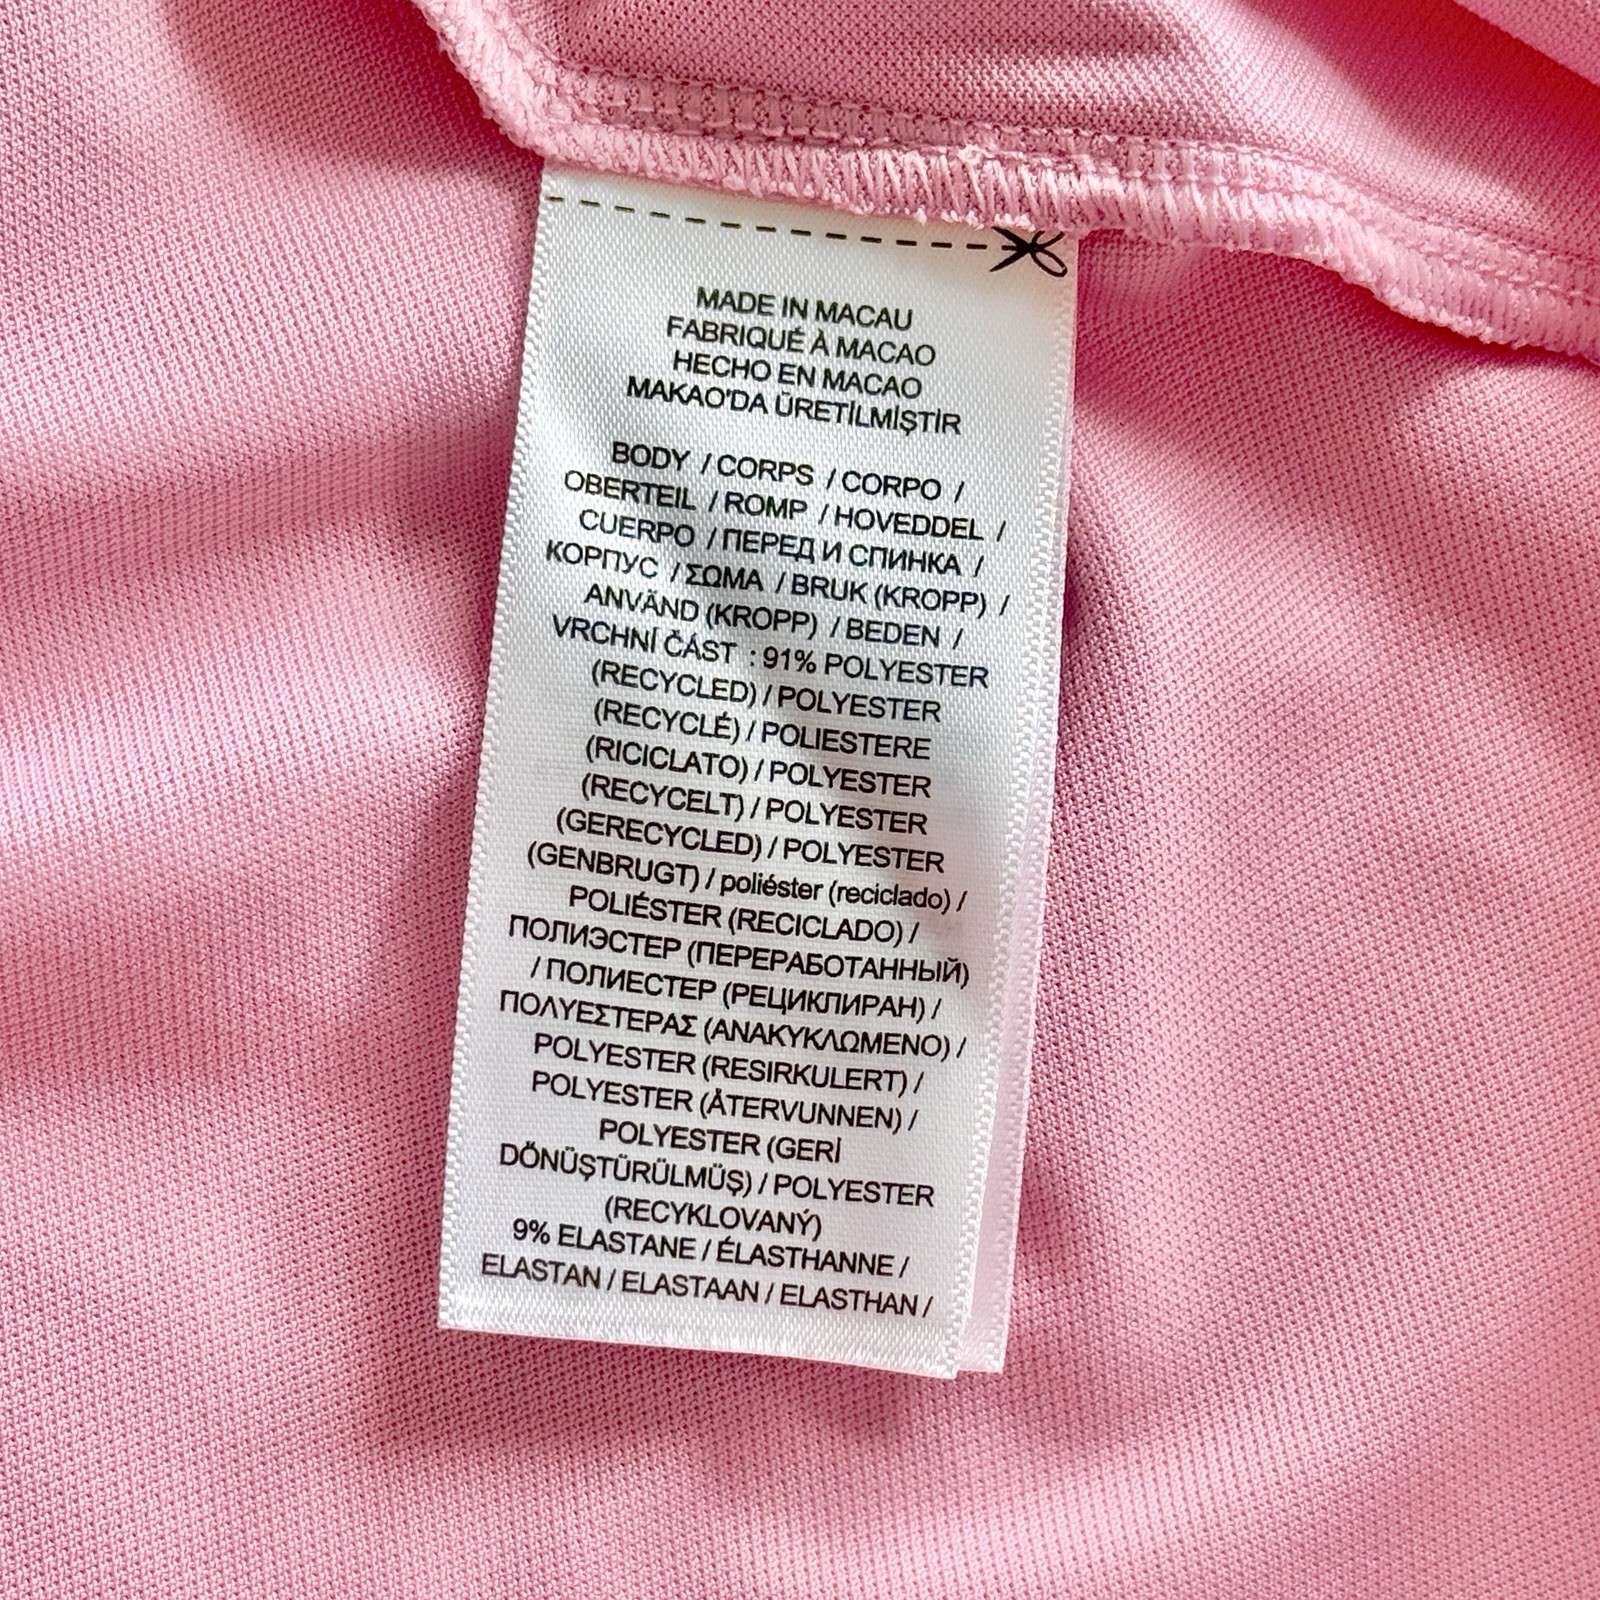 MADE IN MACAU
FABRIQUÉ À MACAO
HECHO EN MACAO
MAKAO'DA ÜRETİLMİŞTİR
BODY / CORPS / CORPO /
OBERTEIL / ROMP / HOVEDDEL /
CUERPO / ПЕРЕД И СПИНКА /
КОРПУС / ΣΩΜΑ / BRUK (KROPP) /
ANVÄND (KROPP) / BEDEN /
VRCHNÍ ČÁST : 91% POLYESTER
(RECYCLED) / POLYESTER
(RECYCLÉ) / POLIESTERE
(RICICLATO) / POLYESTER
(RECYCELT) / POLYESTER
(GERECYCLED) / POLYESTER
(GENBRUGT) / poliéster (reciclado) /
POLIÉSTER (RECICLADO) /
ПОЛИЭСТЕР (ПЕРЕРАБОТАННЫЙ)
/ ПОЛИЕСТЕР (РЕЦИКЛИРАН) /
ΠΟΛΥΕΣΤΕΡΑΣ (ΑΝΑΚΥΚΛΩΜΕΝΟ) /
POLYESTER (RESIRKULERT) /
POLYESTER (ÅTERVUNNEN) /
POLYESTER (GERİ
DÖNÜŞTÜRÜLMÜŞ) / POLYESTER
(RECYKLOVANÝ)
9% ELASTANE / ÉLASTHANNE /
ELASTAN / ELASTAAN / ELASTHAN /